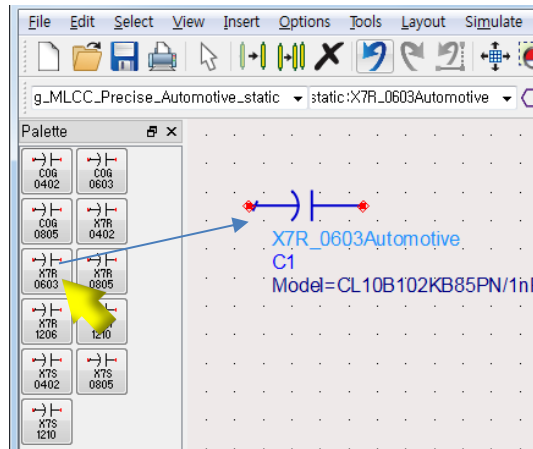 File Edit Select View Insert Options Tools Layout Simulate
g_MLCC_Precise_Automotive_static static:X7R_0603Automotive
Palette
C0G 0402
C0G 0603
C0G 0805
X7R 0402
X7R 0603
X7R 0805
X7R 1206
1210
X7S 0402
X7S 0805
X7S 1210
X7R_0603Automotive
C1
Model=CL10B102KB85PN/1n